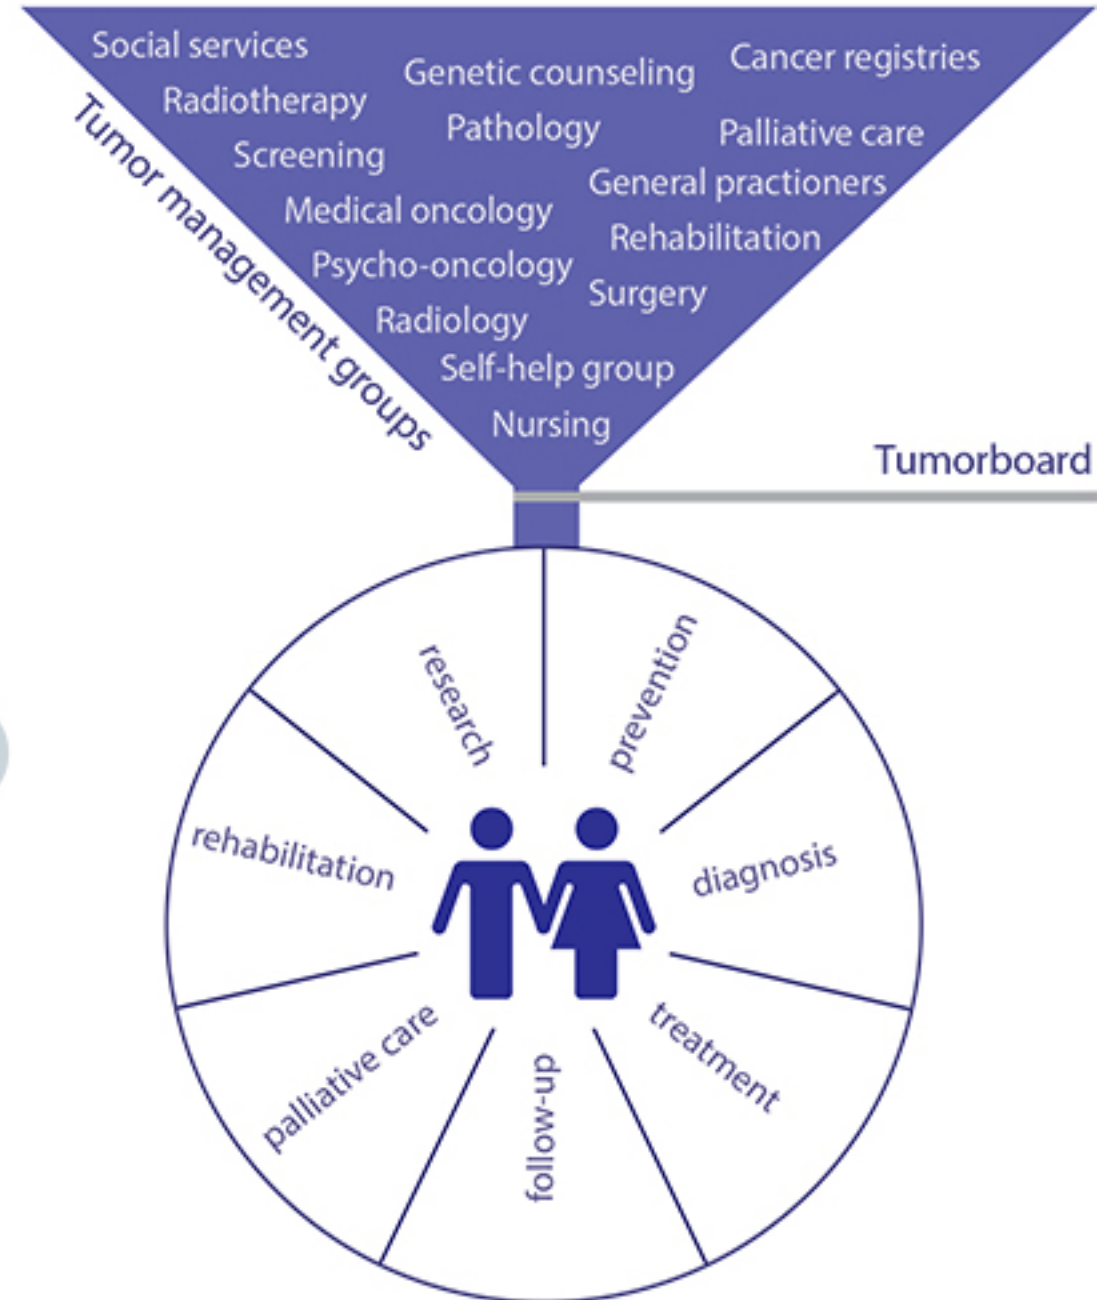 Social services
Genetic counseling
Cancer registries
Radiotherapy
Pathology
Palliative care
Screening
General practioners
Medical oncology
Rehabilitation
Psycho-oncology
Surgery
Radiology
Self-help group
Nursing
Tumor management groups
Tumorboard
research
prevention
rehabilitation
diagnosis
palliative care
treatment
follow-up